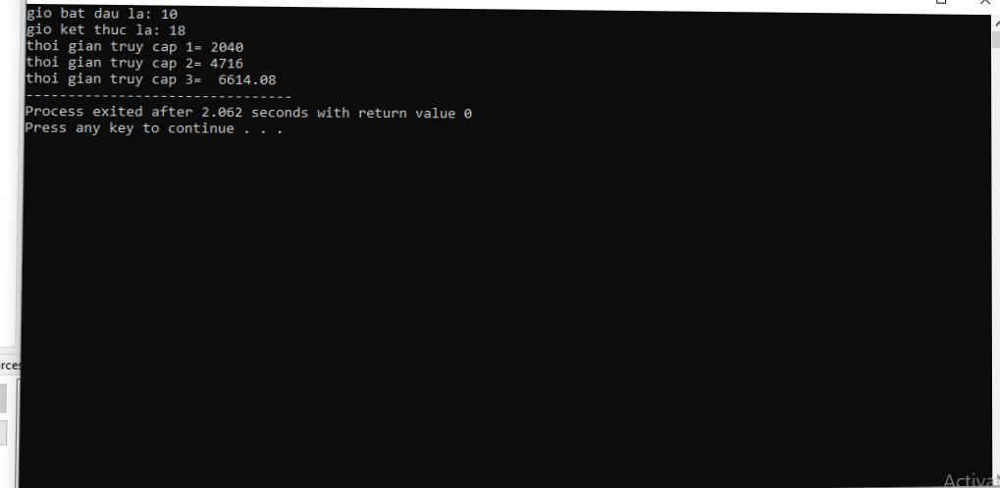 gio bat dau la: 10
gio ket thuc la: 18
thoi gian truy cap 1= 2040
thoi gian truy cap 2= 4716
thoi gian truy cap 3=  6614.08
--------------------------------
Process exited after 2.062 seconds with return value 0
Press any key to continue . . .
urces
Activa